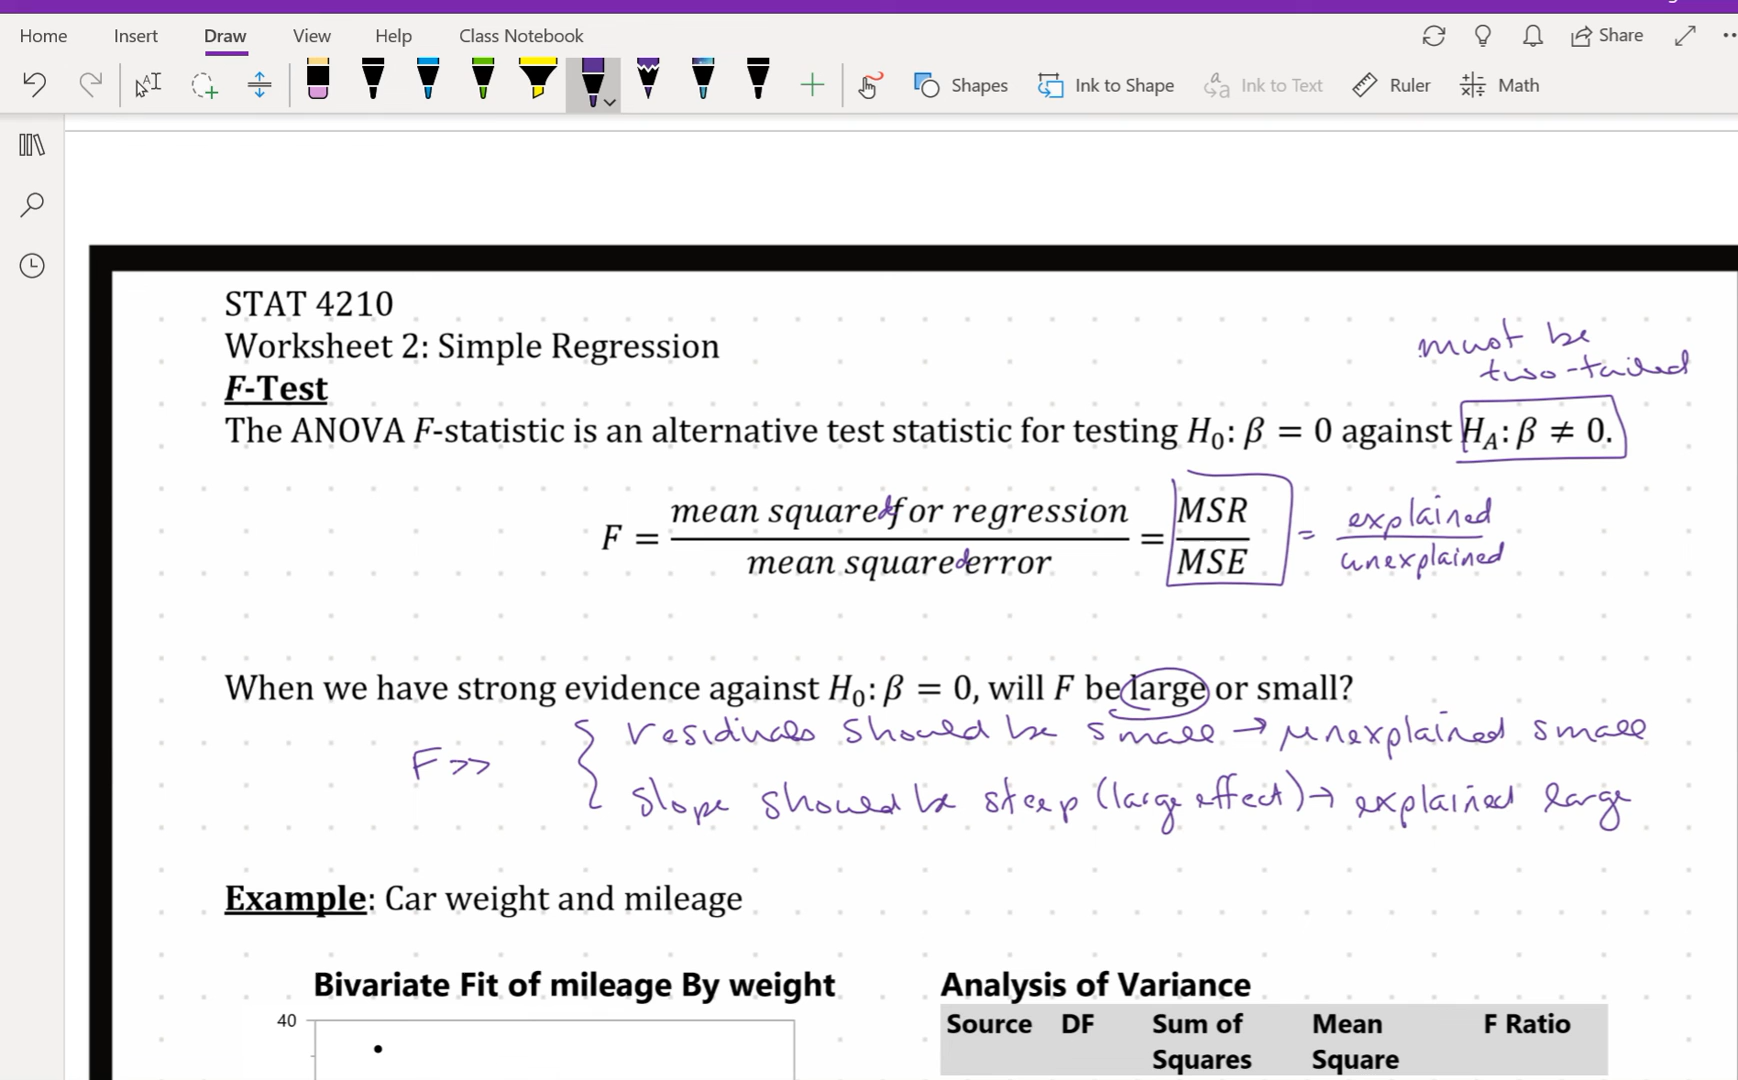 Home Insert Draw View Help Class Notebook Share
Shapes Ink to Shape Ink to Text Ruler Math
STAT 4210
Worksheet 2: Simple Regression
must be
two-tailed
F-Test
The ANOVA F-statistic is an alternative test statistic for testing H₀: β = 0 against H_A: β ≠ 0.
F = mean squared for regression / mean squared error = MSR / MSE = explained / unexplained
When we have strong evidence against H₀: β = 0, will F be large or small?
F >> { residuals should be small → unexplained small
slope should be steep (large effect) → explained large
Example: Car weight and mileage
Bivariate Fit of mileage By weight
40
Analysis of Variance
Source DF Sum of Squares Mean Square F Ratio